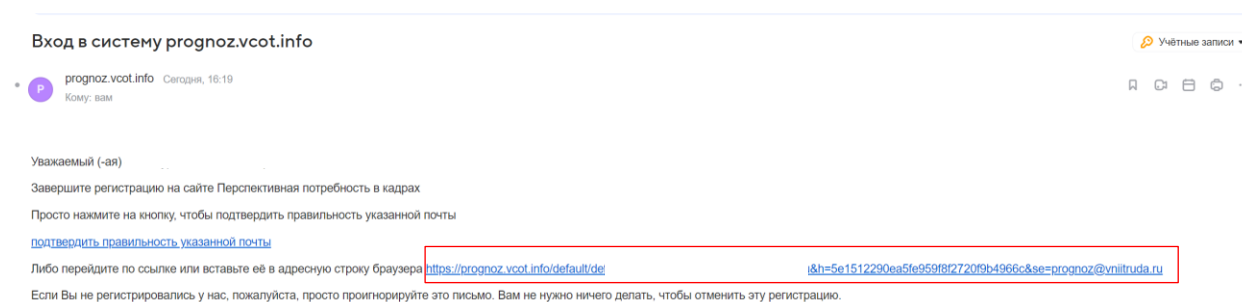 Вход в систему prognoz.vcot.info
Учётные записи
P
prognoz.vcot.info Сегодня, 16:19
Кому: вам
Уважаемый (-ая)
Завершите регистрацию на сайте Перспективная потребность в кадрах
Просто нажмите на кнопку, чтобы подтвердить правильность указанной почты
подтвердить правильность указанной почты
Либо перейдите по ссылке или вставьте её в адресную строку браузера https://prognoz.vcot.info/default/de &h=5e1512290ea5fe959f8f2720f9b4966c&se=prognoz@vniitruda.ru
Если Вы не регистрировались у нас, пожалуйста, просто проигнорируйте это письмо. Вам не нужно ничего делать, чтобы отменить эту регистрацию.